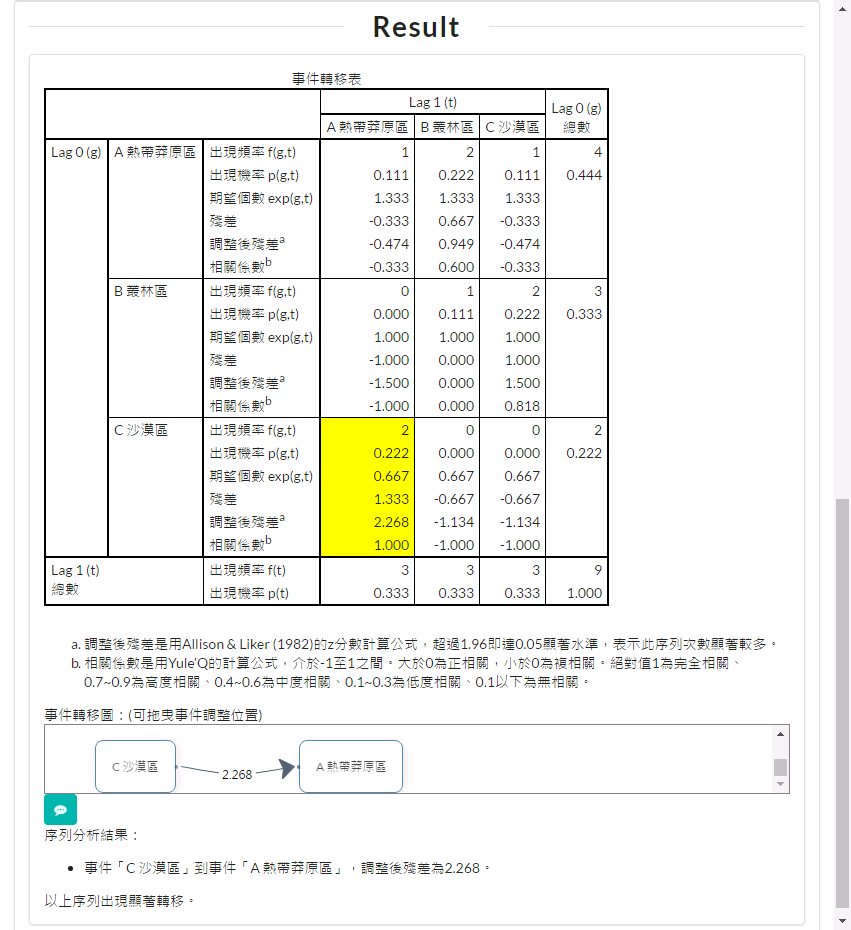 Result
事件轉移表
Lag 1 (t) Lag 0 (g) 總數
A 熱帶莽原區 B 叢林區 C 沙漠區
Lag 0 (g) A 熱帶莽原區 出現頻率 f(g,t) 1 2 1 4
出現機率 p(g,t) 0.111 0.222 0.111 0.444
期望個數 exp(g,t) 1.333 1.333 1.333
殘差 -0.333 0.667 -0.333
調整後殘差a -0.474 0.949 -0.474
相關係數b -0.333 0.600 -0.333
B 叢林區 出現頻率 f(g,t) 0 1 2 3
出現機率 p(g,t) 0.000 0.111 0.222 0.333
期望個數 exp(g,t) 1.000 1.000 1.000
殘差 -1.000 0.000 1.000
調整後殘差a -1.500 0.000 1.500
相關係數b -1.000 0.000 0.818
C 沙漠區 出現頻率 f(g,t) 2 0 0 2
出現機率 p(g,t) 0.222 0.000 0.000 0.222
期望個數 exp(g,t) 0.667 0.667 0.667
殘差 1.333 -0.667 -0.667
調整後殘差a 2.268 -1.134 -1.134
相關係數b 1.000 -1.000 -1.000
Lag 1 (t) 出現頻率 f(t) 3 3 3 9
總數 出現機率 p(t) 0.333 0.333 0.333 1.000
a. 調整後殘差是用Allison & Liker (1982)的z分數計算公式，超過1.96即達0.05顯著水準，表示此序列次數顯著較多。
b. 相關係數是用Yule'Q的計算公式，介於-1至1之間。大於0為正相關，小於0為複相關。絕對值1為完全相關、
0.7~0.9為高度相關、0.4~0.6為中度相關、0.1~0.3為低度相關、0.1以下為無相關。
事件轉移圖：(可拖曳事件調整位置)
C 沙漠區 2.268 A 熱帶莽原區
序列分析結果：
• 事件「C 沙漠區」到事件「A 熱帶莽原區」，調整後殘差為2.268。
以上序列出現顯著轉移。